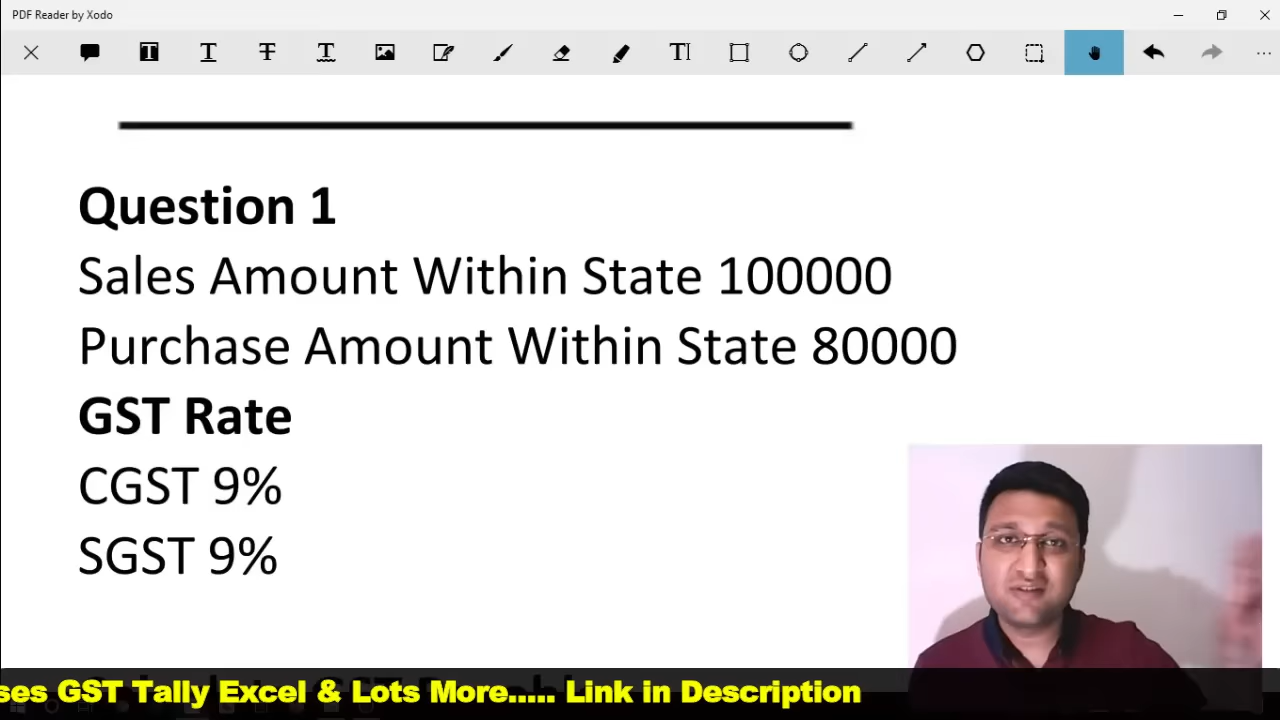 PDF Reader by Xodo
Question 1
Sales Amount Within State 100000
Purchase Amount Within State 80000
GST Rate
CGST 9%
SGST 9%
ses GST Tally Excel & Lots More..... Link in Description